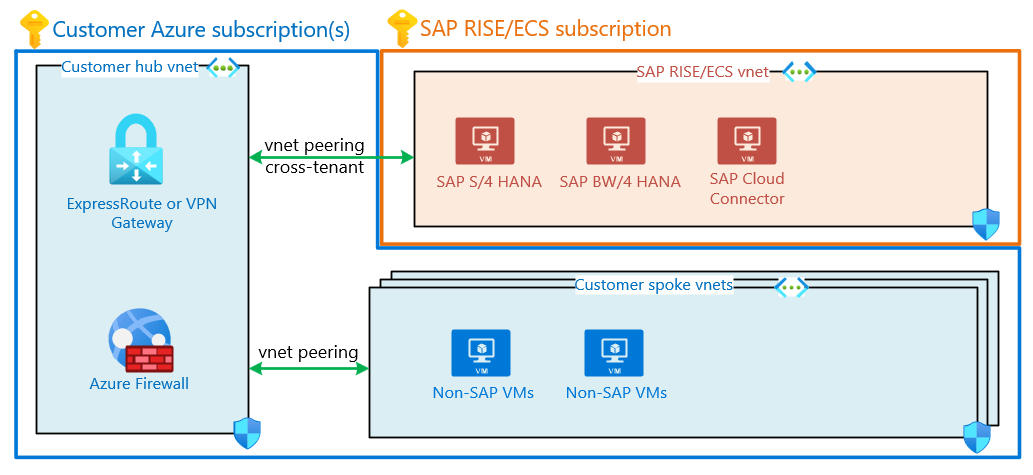 Customer Azure subscription(s)
SAP RISE/ECS subscription
Customer hub vnet
SAP RISE/ECS vnet
vnet peering
cross-tenant
VM
VM
VM
SAP S/4 HANA
SAP BW/4 HANA
SAP Cloud
Connector
ExpressRoute or VPN
Gateway
Customer spoke vnets
vnet peering
VM
VM
Azure Firewall
Non-SAP VMs
Non-SAP VMs